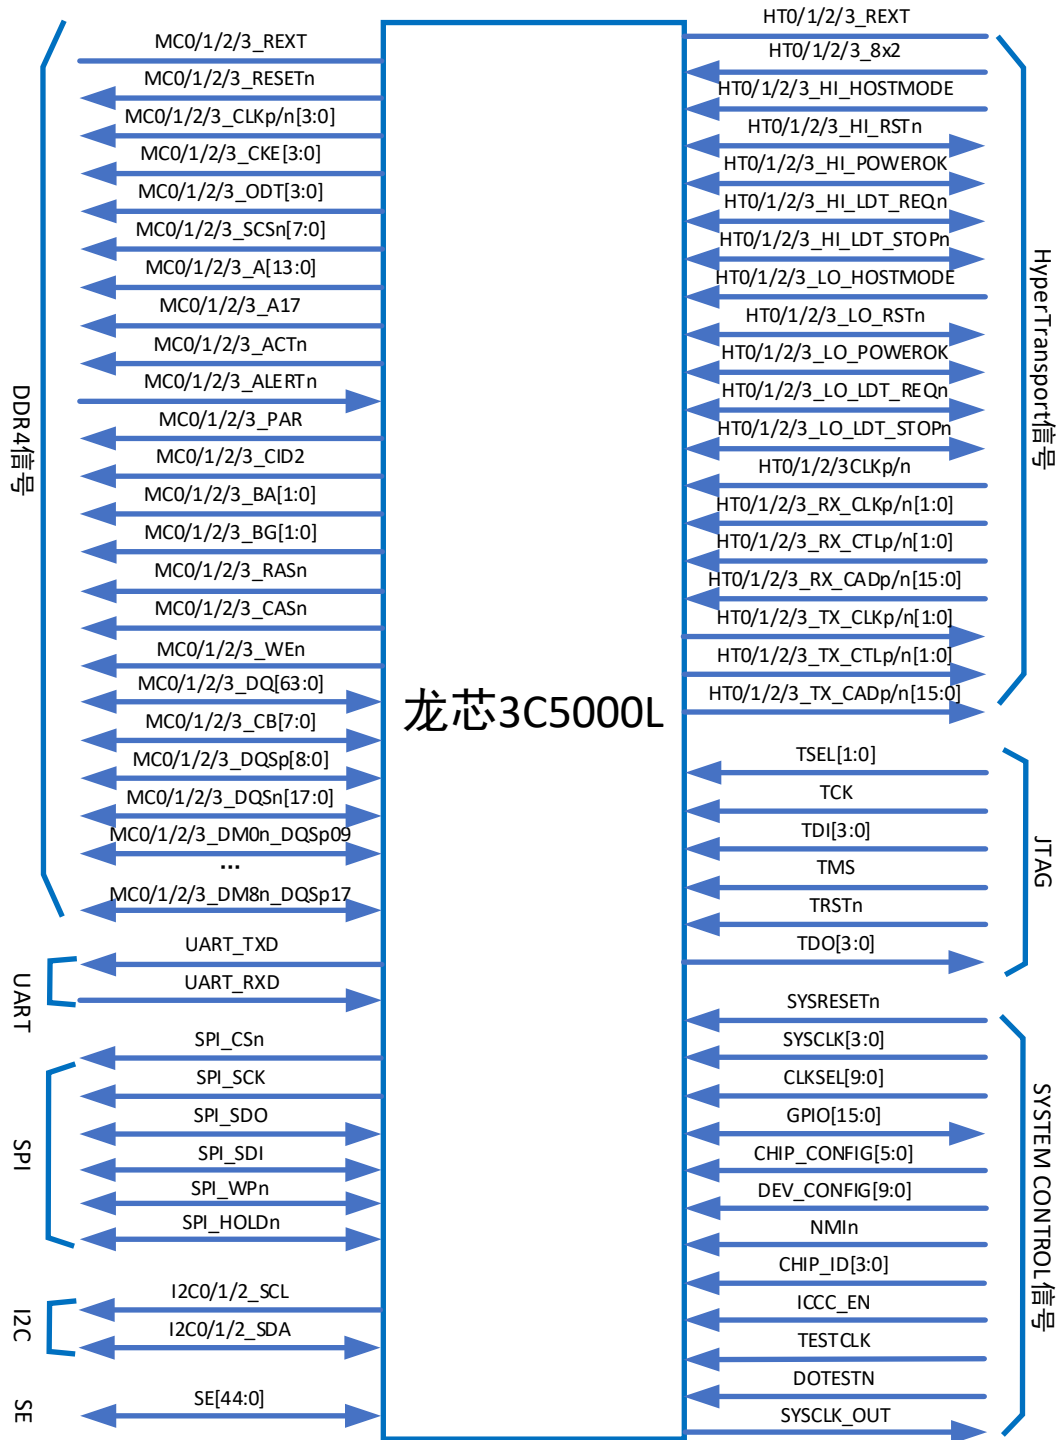 DDR4信号
MC0/1/2/3_REXT
MC0/1/2/3_RESETn
MC0/1/2/3_CLKp/n[3:0]
MC0/1/2/3_CKE[3:0]
MC0/1/2/3_ODT[3:0]
MC0/1/2/3_SCSn[7:0]
MC0/1/2/3_A[13:0]
MC0/1/2/3_A17
MC0/1/2/3_ACTn
MC0/1/2/3_ALERTn
MC0/1/2/3_PAR
MC0/1/2/3_CID2
MC0/1/2/3_BA[1:0]
MC0/1/2/3_BG[1:0]
MC0/1/2/3_RASn
MC0/1/2/3_CASn
MC0/1/2/3_WEn
MC0/1/2/3_DQ[63:0]
MC0/1/2/3_CB[7:0]
MC0/1/2/3_DQSp[8:0]
MC0/1/2/3_DQSn[17:0]
MC0/1/2/3_DM0n_DQSp09
...
MC0/1/2/3_DM8n_DQSp17
UART
UART_TXD
UART_RXD
SPI
SPI_CSn
SPI_SCK
SPI_SDO
SPI_SDI
SPI_WPn
SPI_HOLDn
I2C
I2C0/1/2_SCL
I2C0/1/2_SDA
SE
SE[44:0]
龙芯3C5000L
HT0/1/2/3_REXT
HT0/1/2/3_8x2
HT0/1/2/3_HI_HOSTMODE
HT0/1/2/3_HI_RSTn
HT0/1/2/3_HI_POWEROK
HT0/1/2/3_HI_LDT_REQn
HT0/1/2/3_HI_LDT_STOPn
HT0/1/2/3_LO_HOSTMODE
HT0/1/2/3_LO_RSTn
HT0/1/2/3_LO_POWEROK
HT0/1/2/3_LO_LDT_REQn
HT0/1/2/3_LO_LDT_STOPn
HT0/1/2/3CLKp/n
HT0/1/2/3_RX_CLKp/n[1:0]
HT0/1/2/3_RX_CTLp/n[1:0]
HT0/1/2/3_RX_CADp/n[15:0]
HT0/1/2/3_TX_CLKp/n[1:0]
HT0/1/2/3_TX_CTLp/n[1:0]
HT0/1/2/3_TX_CADp/n[15:0]
HyperTransport信号
TSEL[1:0]
TCK
TDI[3:0]
TMS
TRSTn
TDO[3:0]
JTAG
SYSRESETn
SYSCLK[3:0]
CLKSEL[9:0]
GPIO[15:0]
CHIP_CONFIG[5:0]
DEV_CONFIG[9:0]
NMIn
CHIP_ID[3:0]
ICCC_EN
TESTCLK
DOTESTN
SYSCLK_OUT
SYSTEM CONTROL信号